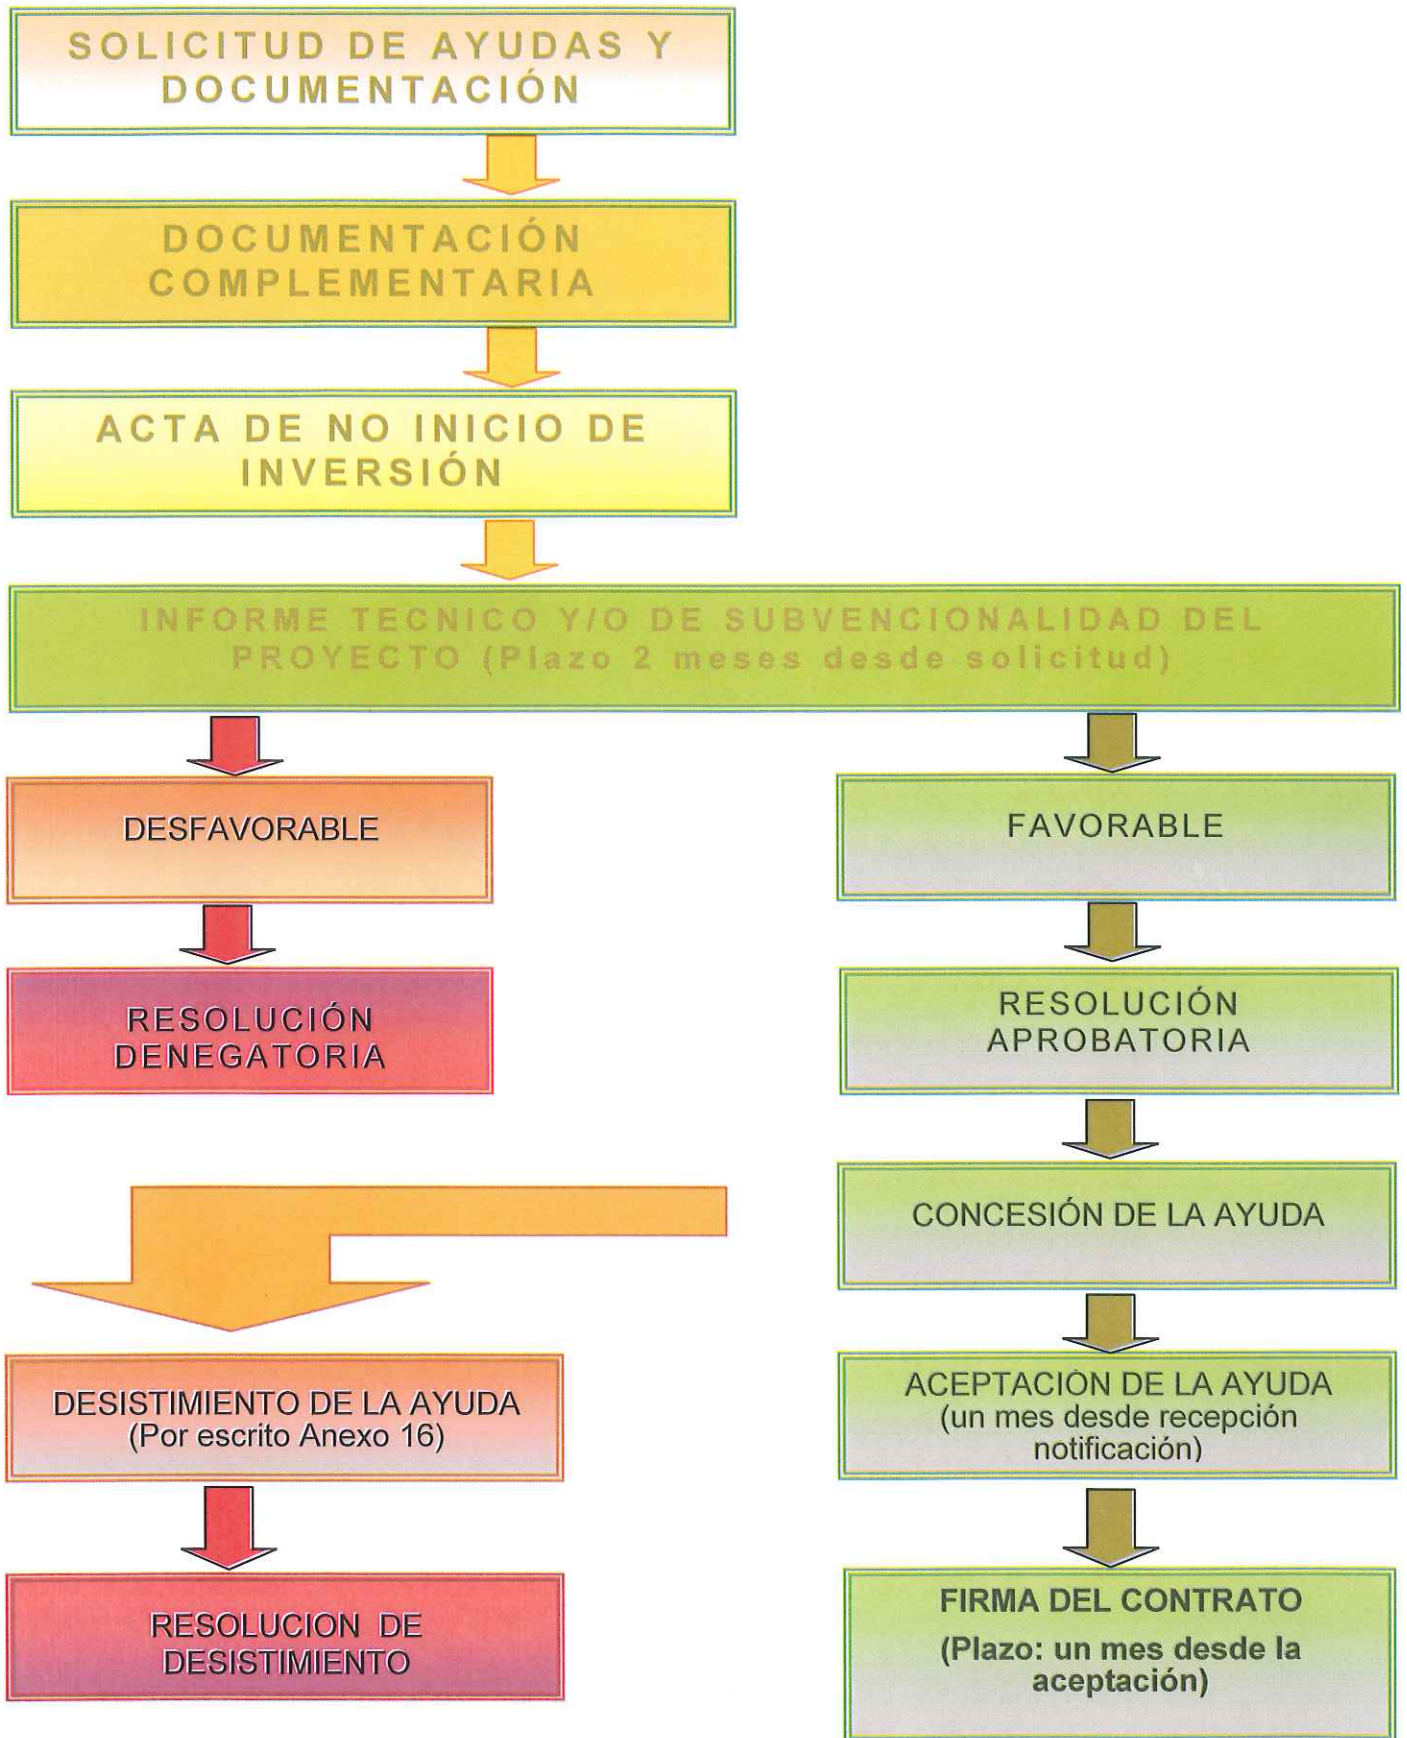 SOLICITUD DE AYUDAS Y
DOCUMENTACIÓN
DOCUMENTACIÓN
COMPLEMENTARIA
ACTA DE NO INICIO DE
INVERSIÓN
INFORME TECNICO Y/O DE SUBVENCIONALIDAD DEL
PROYECTO (Plazo 2 meses desde solicitud)
DESFAVORABLE
FAVORABLE
RESOLUCIÓN
DENEGATORIA
RESOLUCIÓN
APROBATORIA
CONCESIÓN DE LA AYUDA
DESISTIMIENTO DE LA AYUDA
(Por escrito Anexo 16)
ACEPTACIÓN DE LA AYUDA
(un mes desde recepción
notificación)
RESOLUCION DE
DESISTIMIENTO
FIRMA DEL CONTRATO
(Plazo: un mes desde la
aceptación)